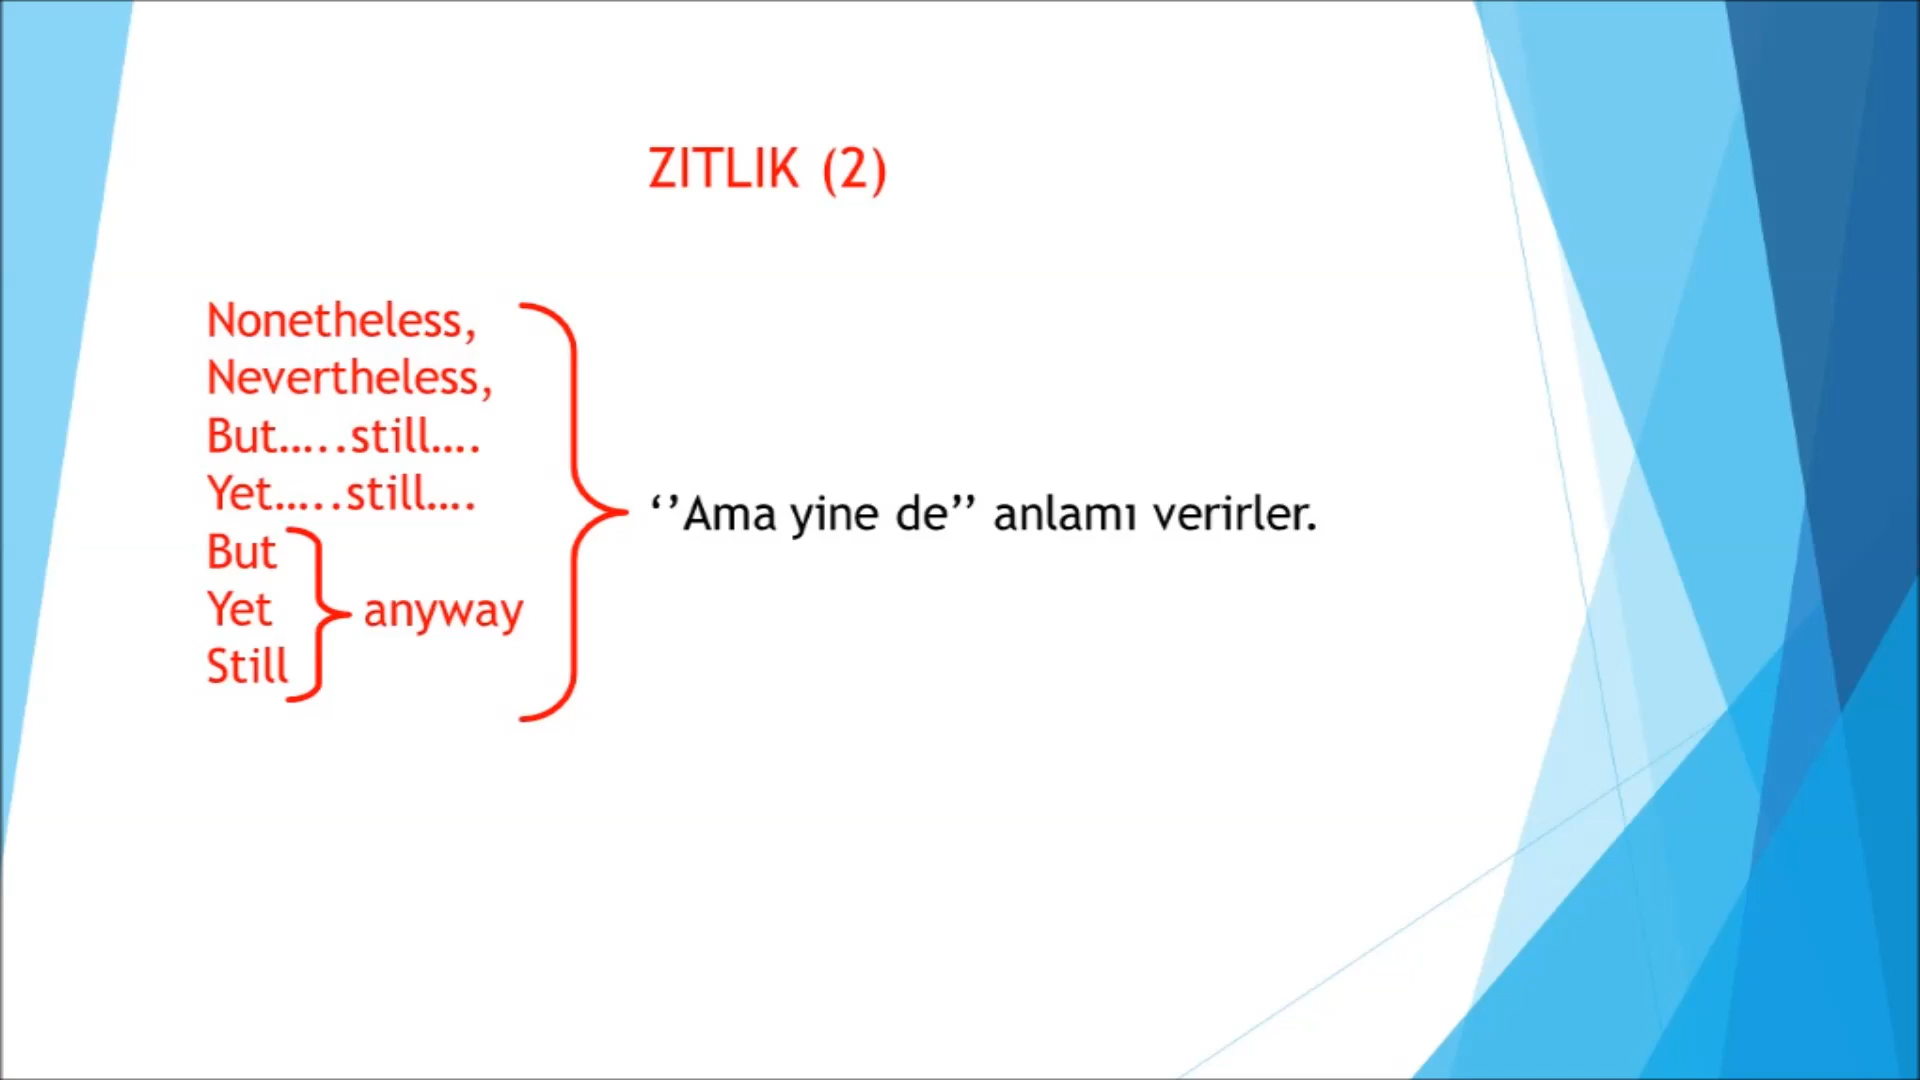 ZITLIK (2)
Nonetheless,
Nevertheless,
But…..still….
Yet…..still….
But
Yet
Still
anyway
‘’Ama yine de’’ anlamı verirler.